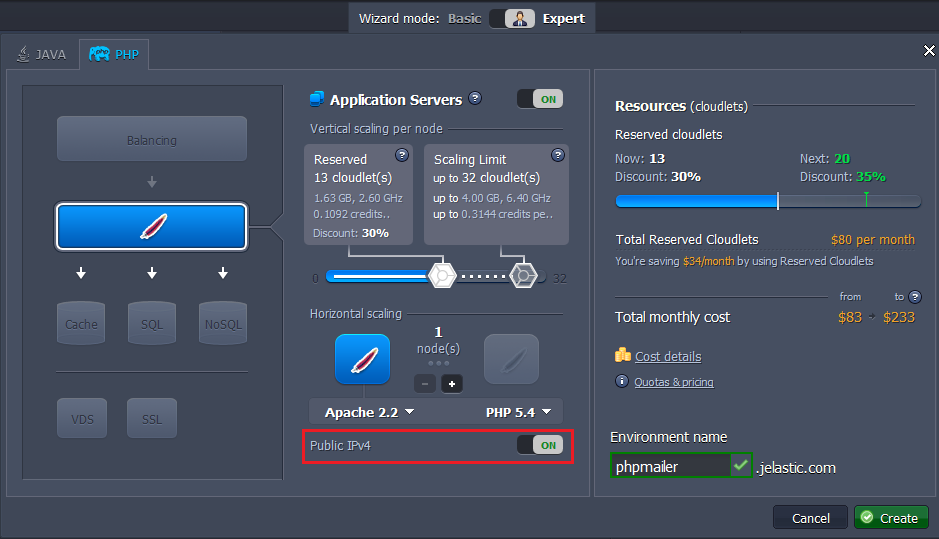 Wizard mode: Basic Expert
JAVA
php PHP
Balancing
Cache
SQL
NoSQL
VDS
SSL
Application Servers ? ON
Vertical scaling per node
Reserved ?
13 cloudlet(s)
1.63 GB, 2.60 GHz
0.1092 credits..
Discount: 30%
Scaling Limit ?
up to 32 cloudlet(s)
up to 4.00 GB, 6.40 GHz
up to 0.3144 credits pe..
0 32
Horizontal scaling
1
node(s)
- +
Apache 2.2 PHP 5.4
Public IPv4 ON
Resources (cloudlets)
Reserved cloudlets
Now: 13 Next: 20
Discount: 30% Discount: 35%
Total Reserved Cloudlets $80 per month
You're saving $34/month by using Reserved Cloudlets
from to ?
Total monthly cost $83 - $233
Cost details
Quotas & pricing
Environment name
phpmailer .jelastic.com
Cancel Create